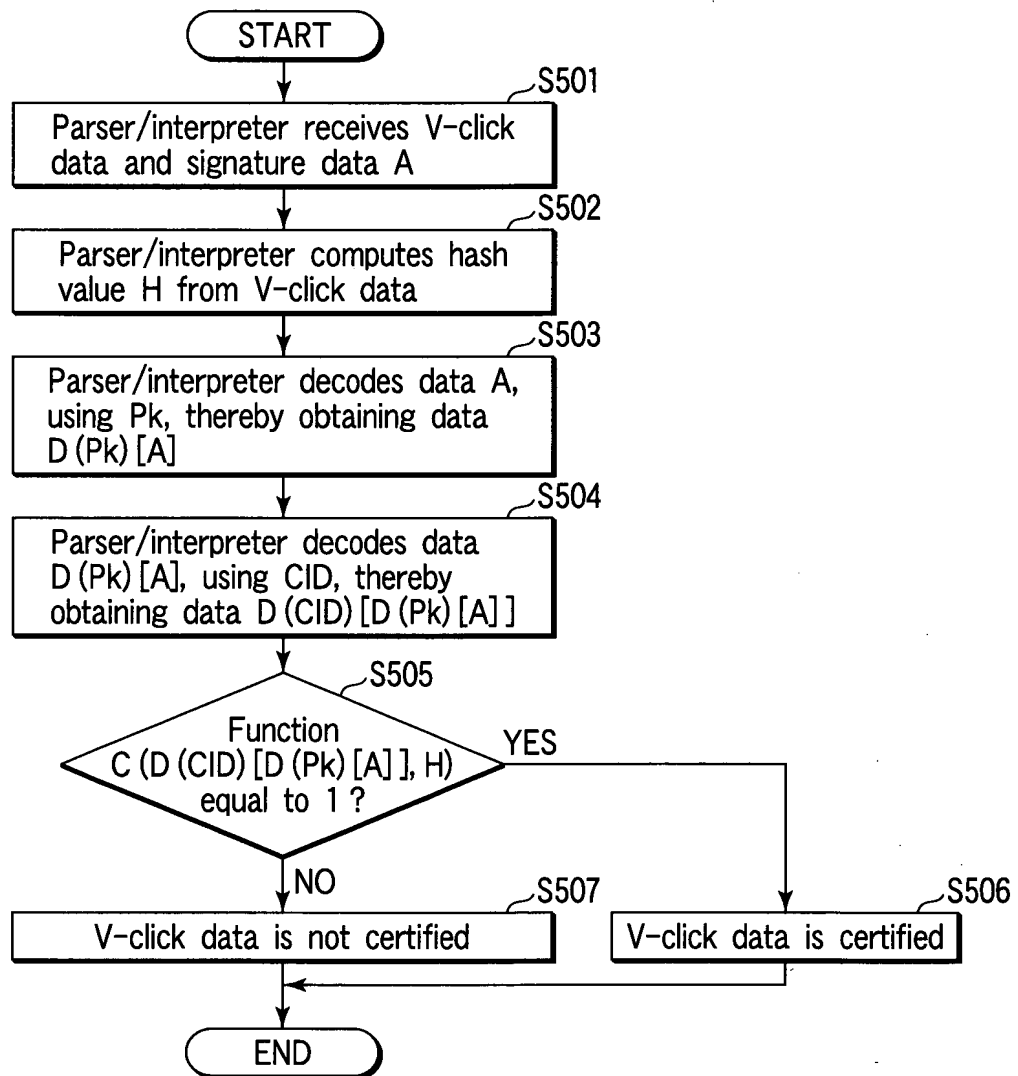 START
S501
Parser/interpreter receives V-click
data and signature data A
S502
Parser/interpreter computes hash
value H from V-click data
S503
Parser/interpreter decodes data A,
using Pk, thereby obtaining data
D(Pk)[A]
S504
Parser/interpreter decodes data
D(Pk)[A], using CID, thereby
obtaining data D(CID)[D(Pk)[A]]
S505
Function
C(D(CID)[D(Pk)[A]],H)
equal to 1?
YES
NO
S507
V-click data is not certified
S506
V-click data is certified
END